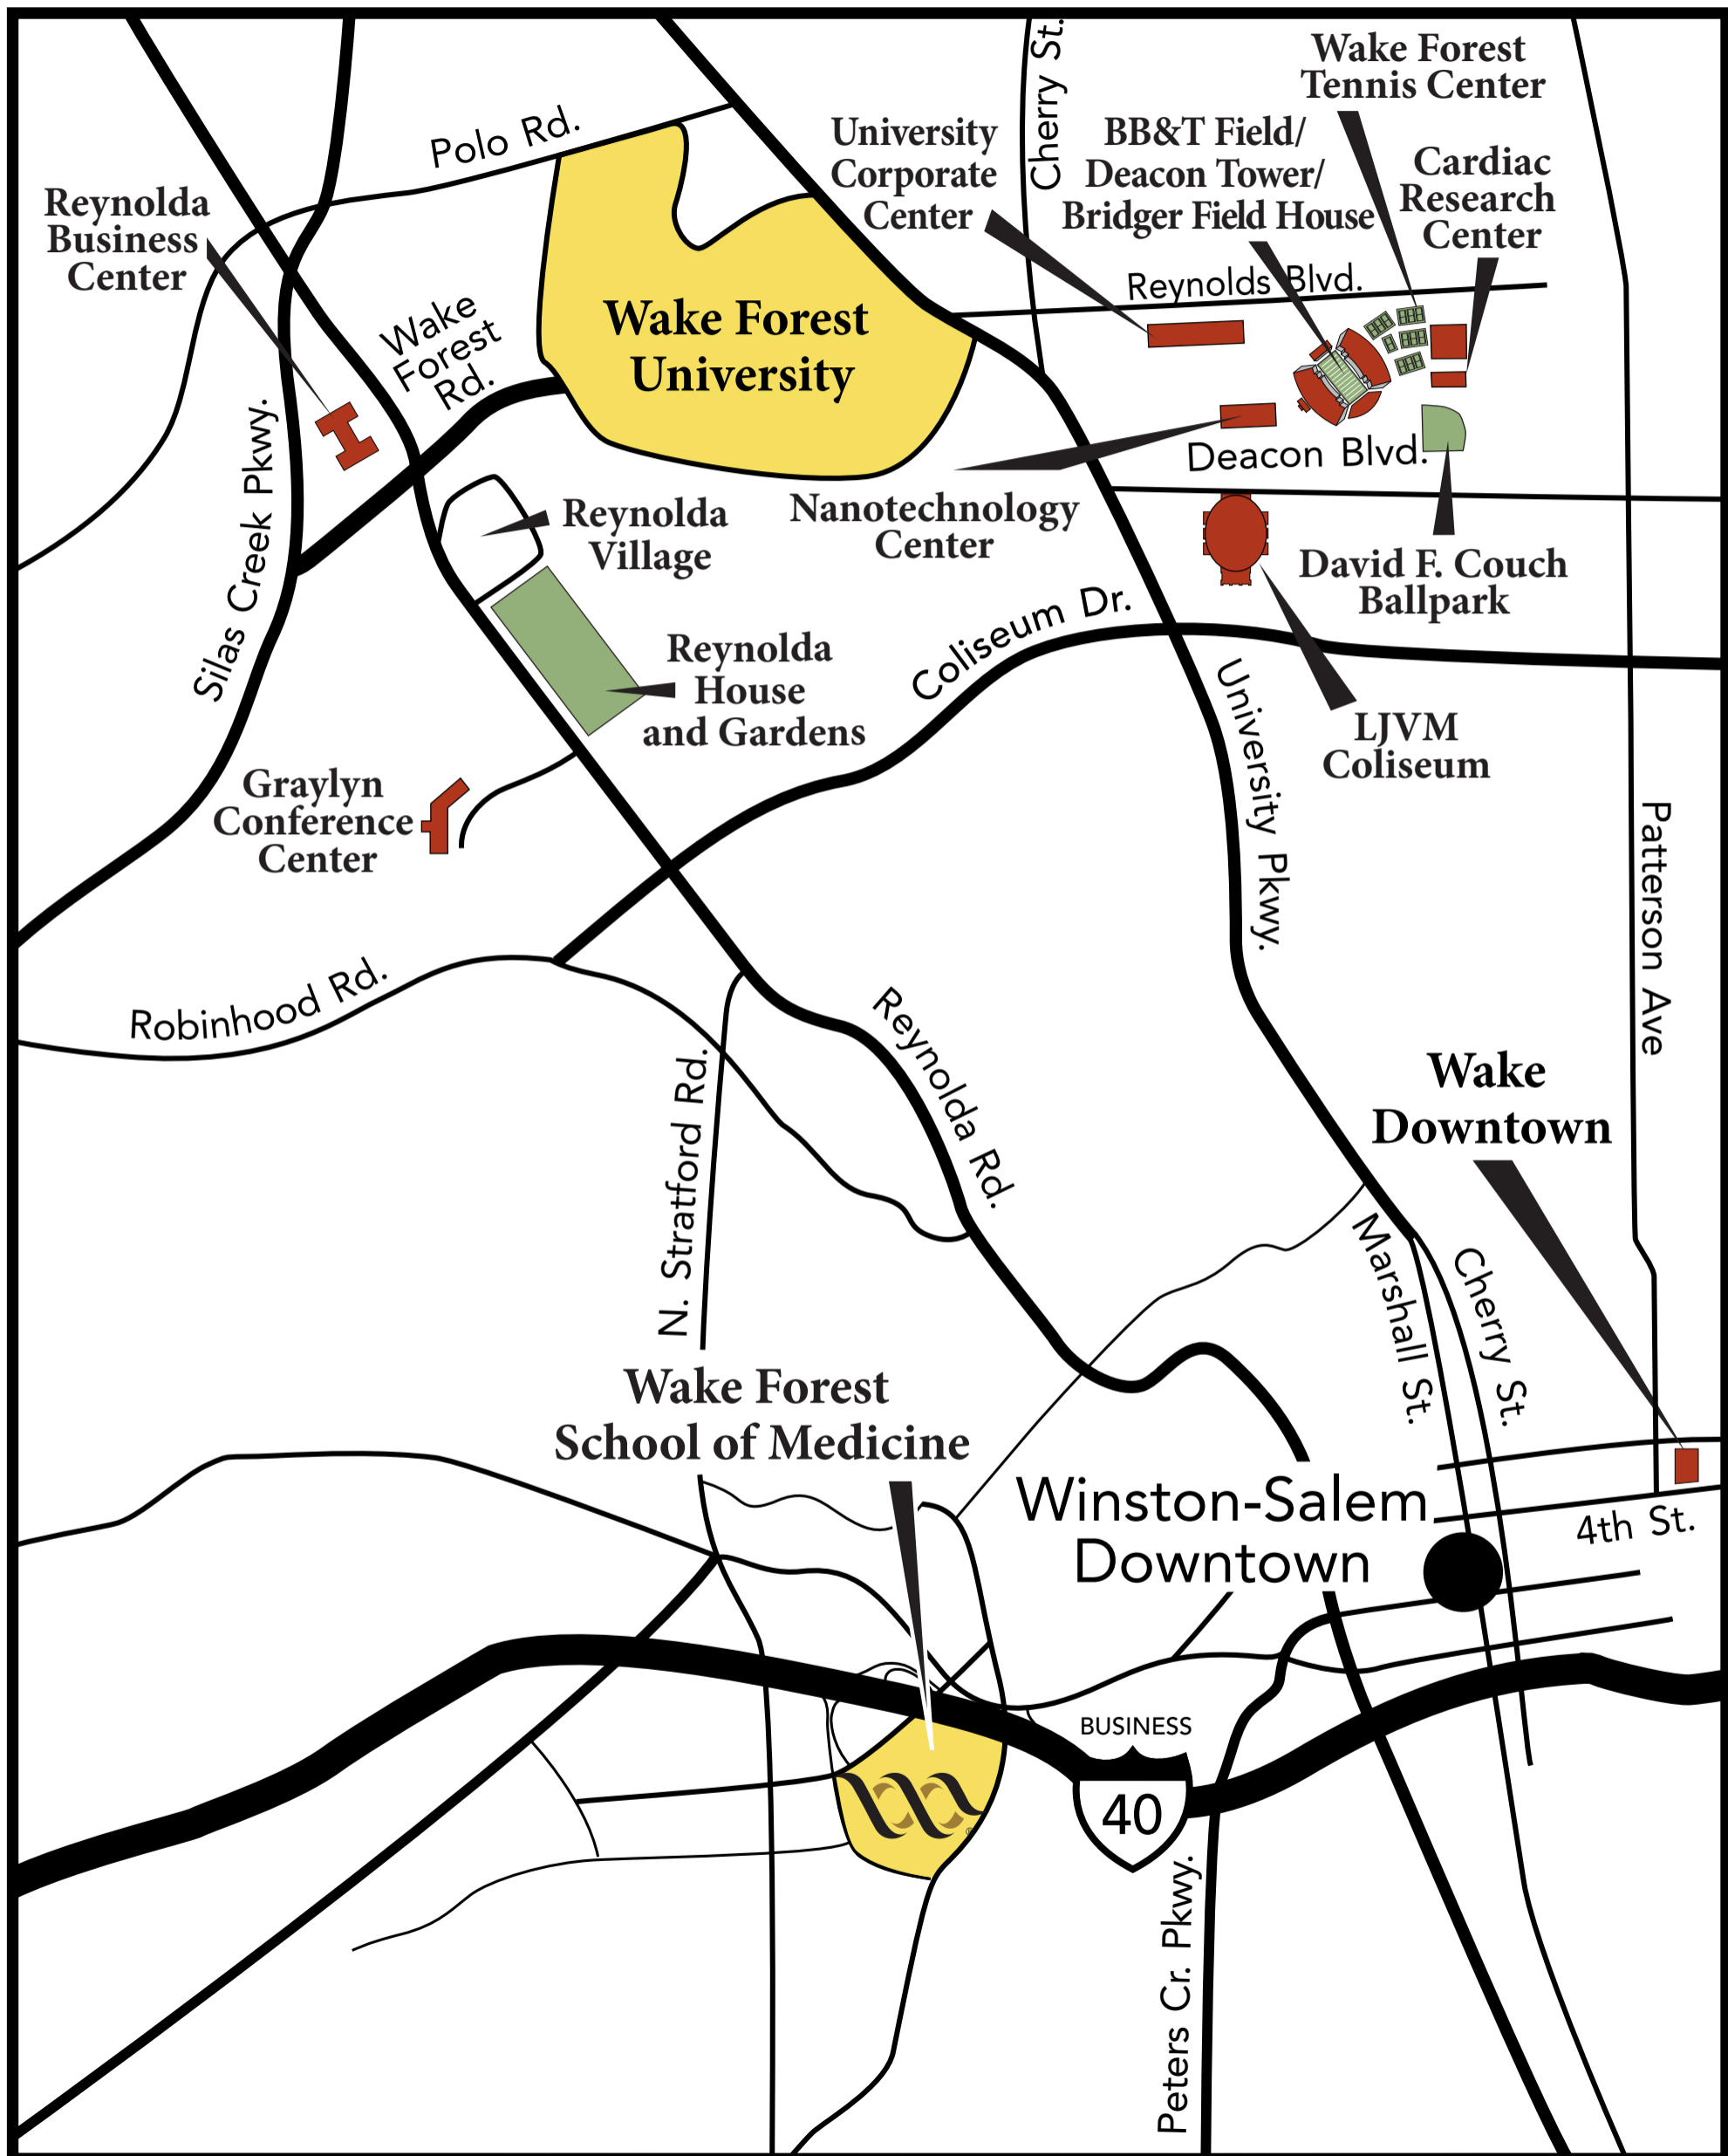 Cherry St.
Wake Forest
Tennis Center
Polo Rd.
University
Corporate
Center
BB&T Field/
Deacon Tower/
Bridger Field House
Cardiac
Research
Center
Reynolda
Business
Center
Reynolds Blvd.
Wake
Forest
Rd.
Wake Forest
University
Silas Creek Pkwy.
Deacon Blvd.
Reynolda
Village
Nanotechnology
Center
David F. Couch
Ballpark
Coliseum Dr.
Reynolda
House
and Gardens
University Pkwy.
LJVM
Coliseum
Graylyn
Conference
Center
Patterson Ave
Robinhood Rd.
Reynolda Rd.
N. Stratford Rd.
Wake
Downtown
Marshall St.
Cherry St.
Wake Forest
School of Medicine
Winston-Salem
Downtown
4th St.
BUSINESS
40
®
Peters Cr. Pkwy.